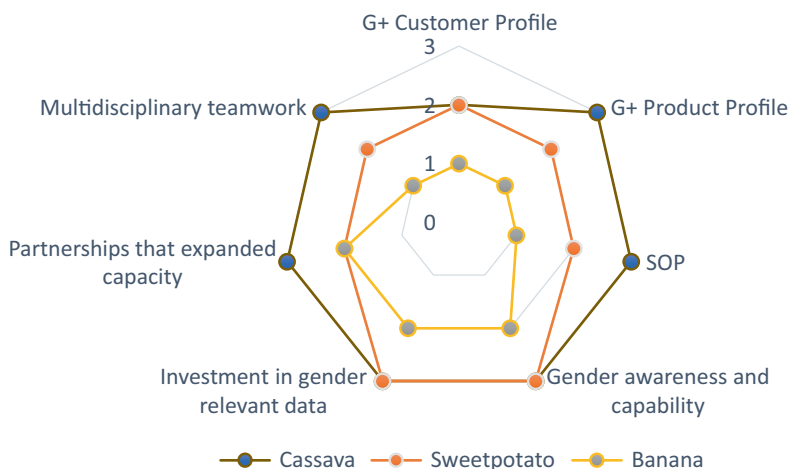 G+ Customer Profile
3
Multidisciplinary teamwork
2
G+ Product Profile
1
0
Partnerships that expanded
capacity
SOP
Investment in gender
relevant data
Gender awareness and
capability
Cassava
Sweetpotato
Banana